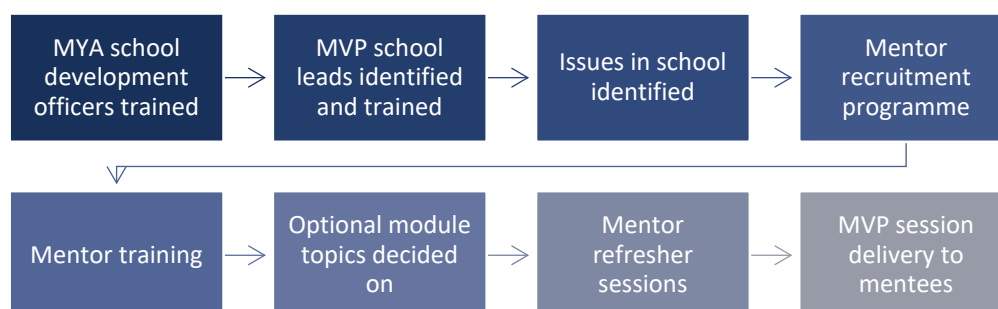 MYA school
development
officers trained
MVP school
leads identified
and trained
Issues in school
identified
Mentor
recruitment
programme
Mentor training
Optional module
topics decided
on
Mentor
refresher
sessions
MVP session
delivery to
mentees